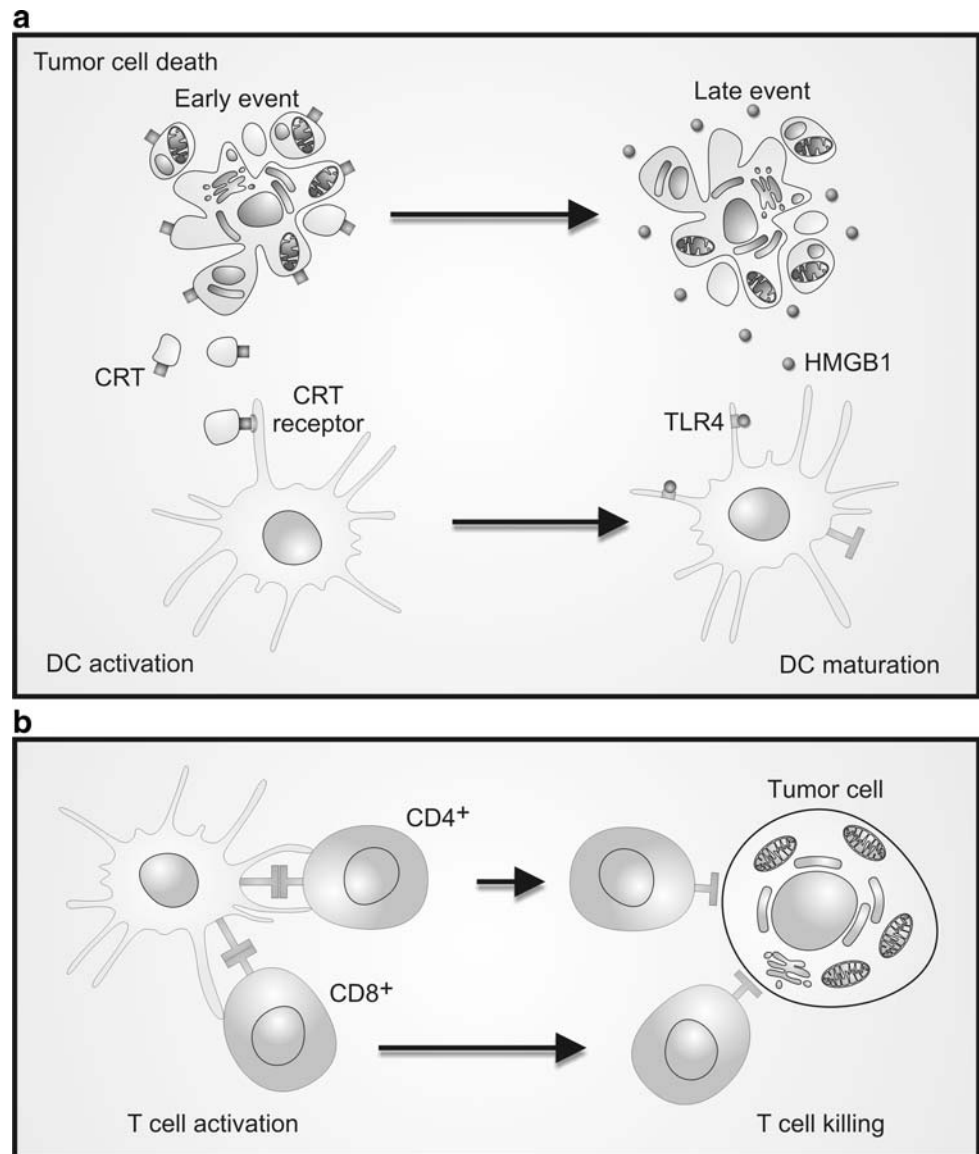 a
Tumor cell death
Early event
Late event
CRT
CRT
receptor
HMGB1
TLR4
DC activation
DC maturation
b
Tumor cell
CD4+
CD8+
T cell activation
T cell killing